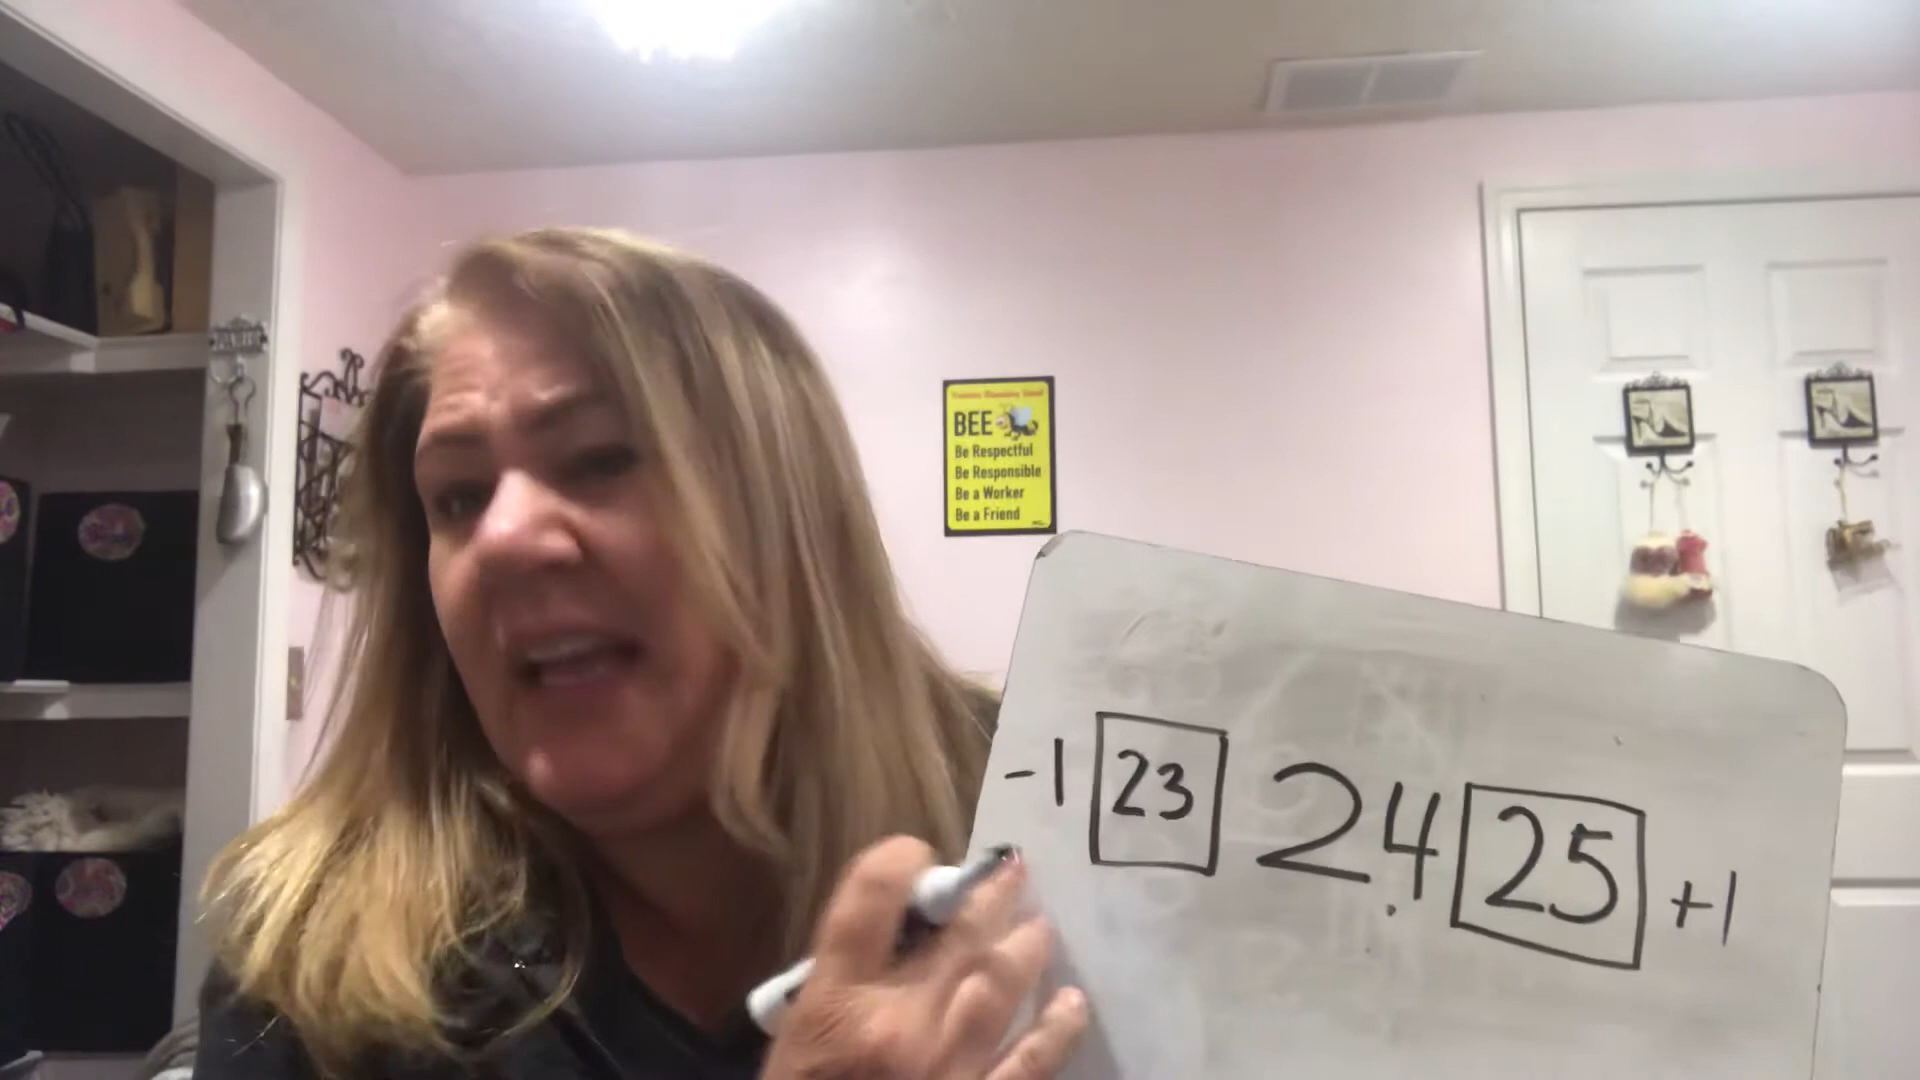 BEE
Be Respectful
Be Responsible
Be a Worker
Be a Friend
-1 23 24 25 +1